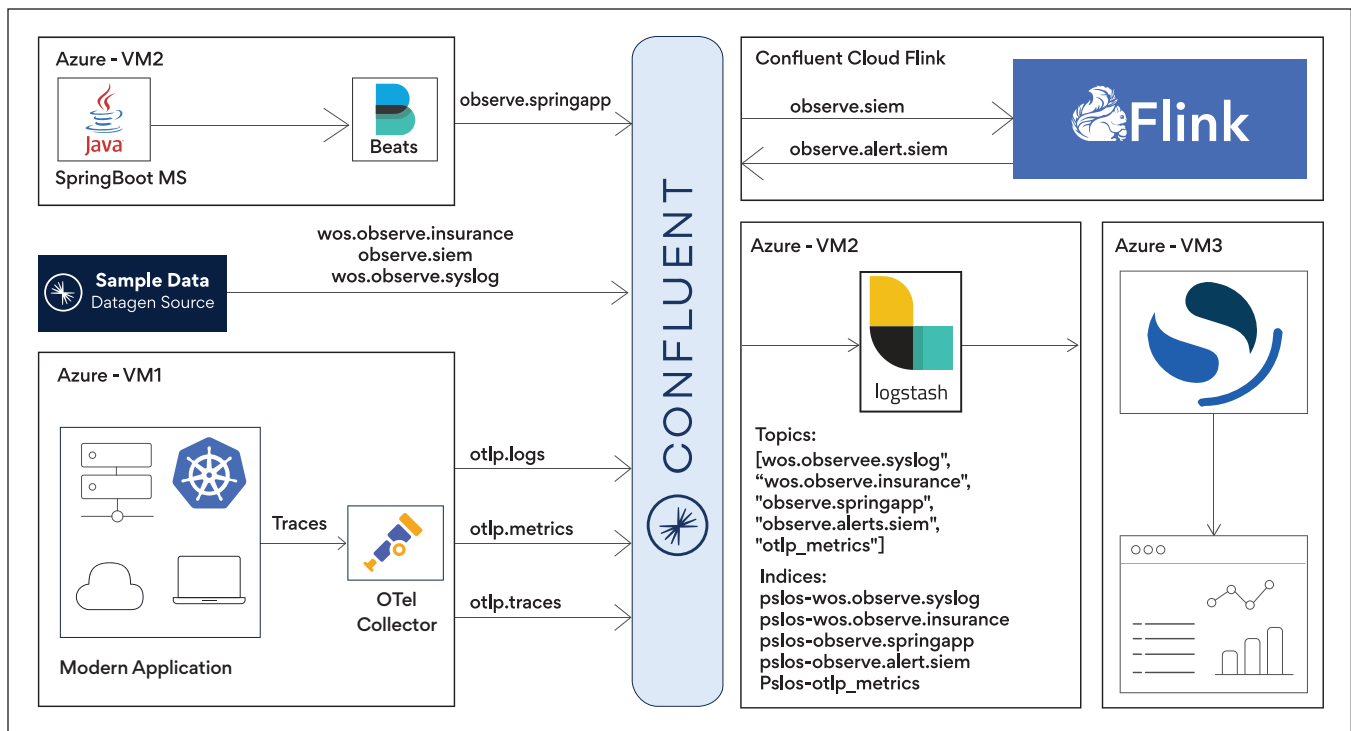 Azure - VM2
Java
SpringBoot MS
Beats
observe.springapp
wos.observe.insurance
observe.siem
wos.observe.syslog
Sample Data
Datagen Source
Azure - VM1
Modern Application
Traces
OTel
Collector
otlp.logs
otlp.metrics
otlp.traces
CONFLUENT
Confluent Cloud Flink
observe.siem
observe.alert.siem
Flink
Azure - VM2
logstash
Topics:
[wos.observee.syslog",
“wos.observe.insurance",
"observe.springapp",
"observe.alerts.siem",
"otlp_metrics"]
Indices:
pslos-wos.observe.syslog
pslos-wos.observe.insurance
pslos-observe.springapp
pslos-observe.alert.siem
Pslos-otlp_metrics
Azure - VM3